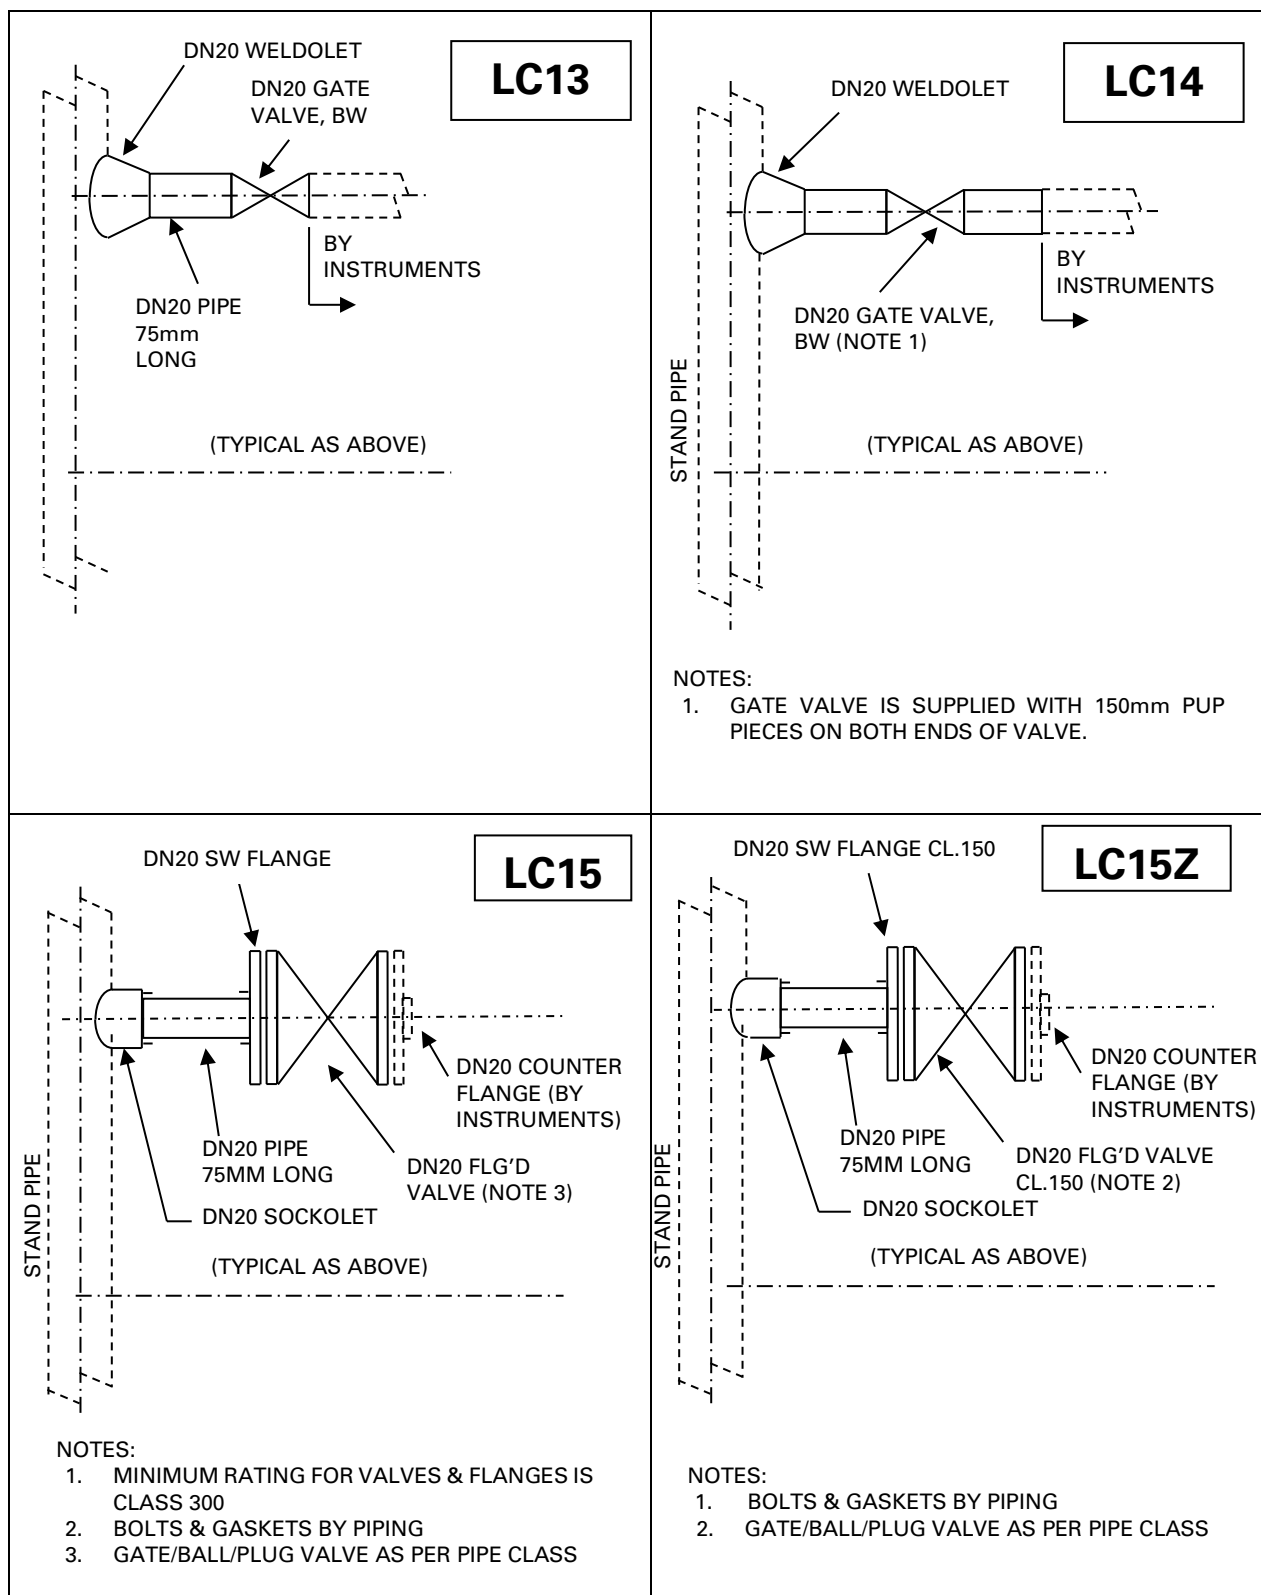 DN20 WELDOLET
LC13
DN20 GATE
VALVE, BW
BY
INSTRUMENTS
DN20 PIPE
75mm
LONG
(TYPICAL AS ABOVE)
LC14
DN20 WELDOLET
BY
INSTRUMENTS
DN20 GATE VALVE,
BW (NOTE 1)
STAND PIPE
(TYPICAL AS ABOVE)
NOTES:
1. GATE VALVE IS SUPPLIED WITH 150mm PUP
PIECES ON BOTH ENDS OF VALVE.
DN20 SW FLANGE
LC15
DN20 COUNTER
FLANGE (BY
INSTRUMENTS)
DN20 PIPE
75MM LONG
DN20 FLG'D
VALVE (NOTE 3)
DN20 SOCKOLET
STAND PIPE
(TYPICAL AS ABOVE)
NOTES:
1. MINIMUM RATING FOR VALVES & FLANGES IS
CLASS 300
2. BOLTS & GASKETS BY PIPING
3. GATE/BALL/PLUG VALVE AS PER PIPE CLASS
DN20 SW FLANGE CL.150
LC15Z
DN20 COUNTER
FLANGE (BY
INSTRUMENTS)
DN20 PIPE
75MM LONG
DN20 FLG’D VALVE
CL.150 (NOTE 2)
DN20 SOCKOLET
STAND PIPE
(TYPICAL AS ABOVE)
NOTES:
1. BOLTS & GASKETS BY PIPING
2. GATE/BALL/PLUG VALVE AS PER PIPE CLASS